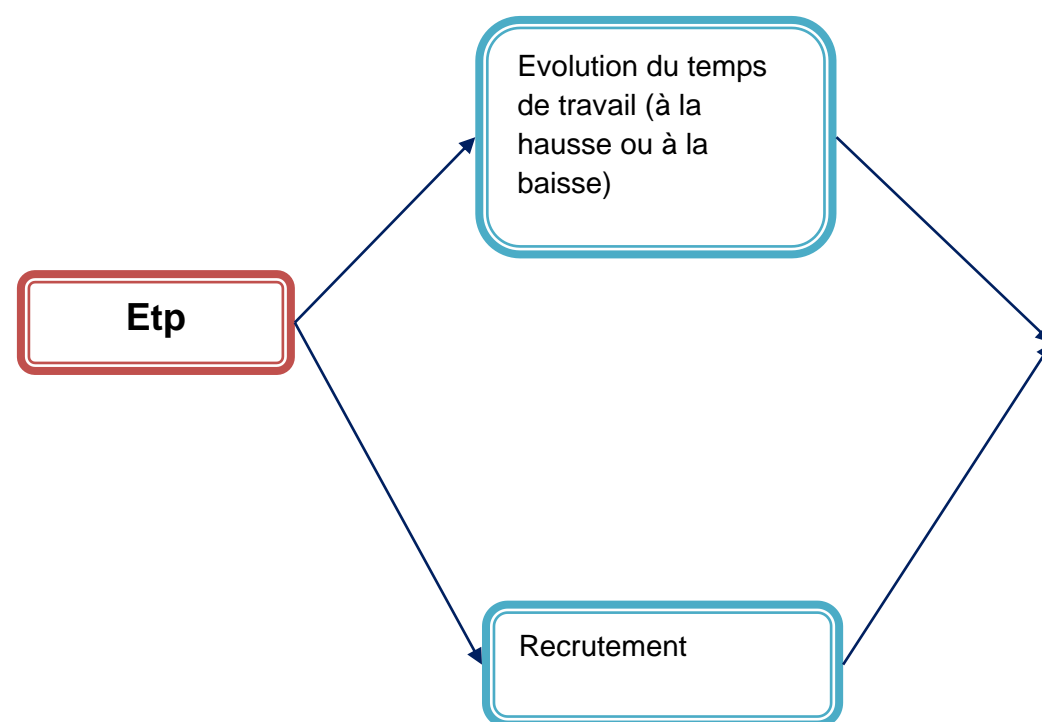 Evolution du temps
de travail (à la
hausse ou à la
baisse)
Etp
Recrutement